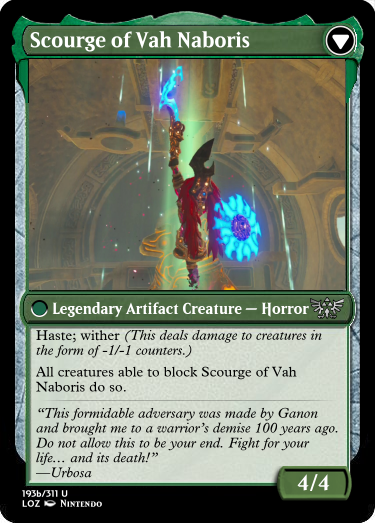 Scourge of Vah Naboris
Legendary Artifact Creature — Horror
Haste; wither (This deals damage to creatures in
the form of -1/-1 counters.)
All creatures able to block Scourge of Vah
Naboris do so.
“This formidable adversary was made by Ganon
and brought me to a warrior’s demise 100 years ago.
Do not allow this to be your end. Fight for your
life… and its death!”
—Urbosa
4/4
193b/311 U
LOZ Nintendo